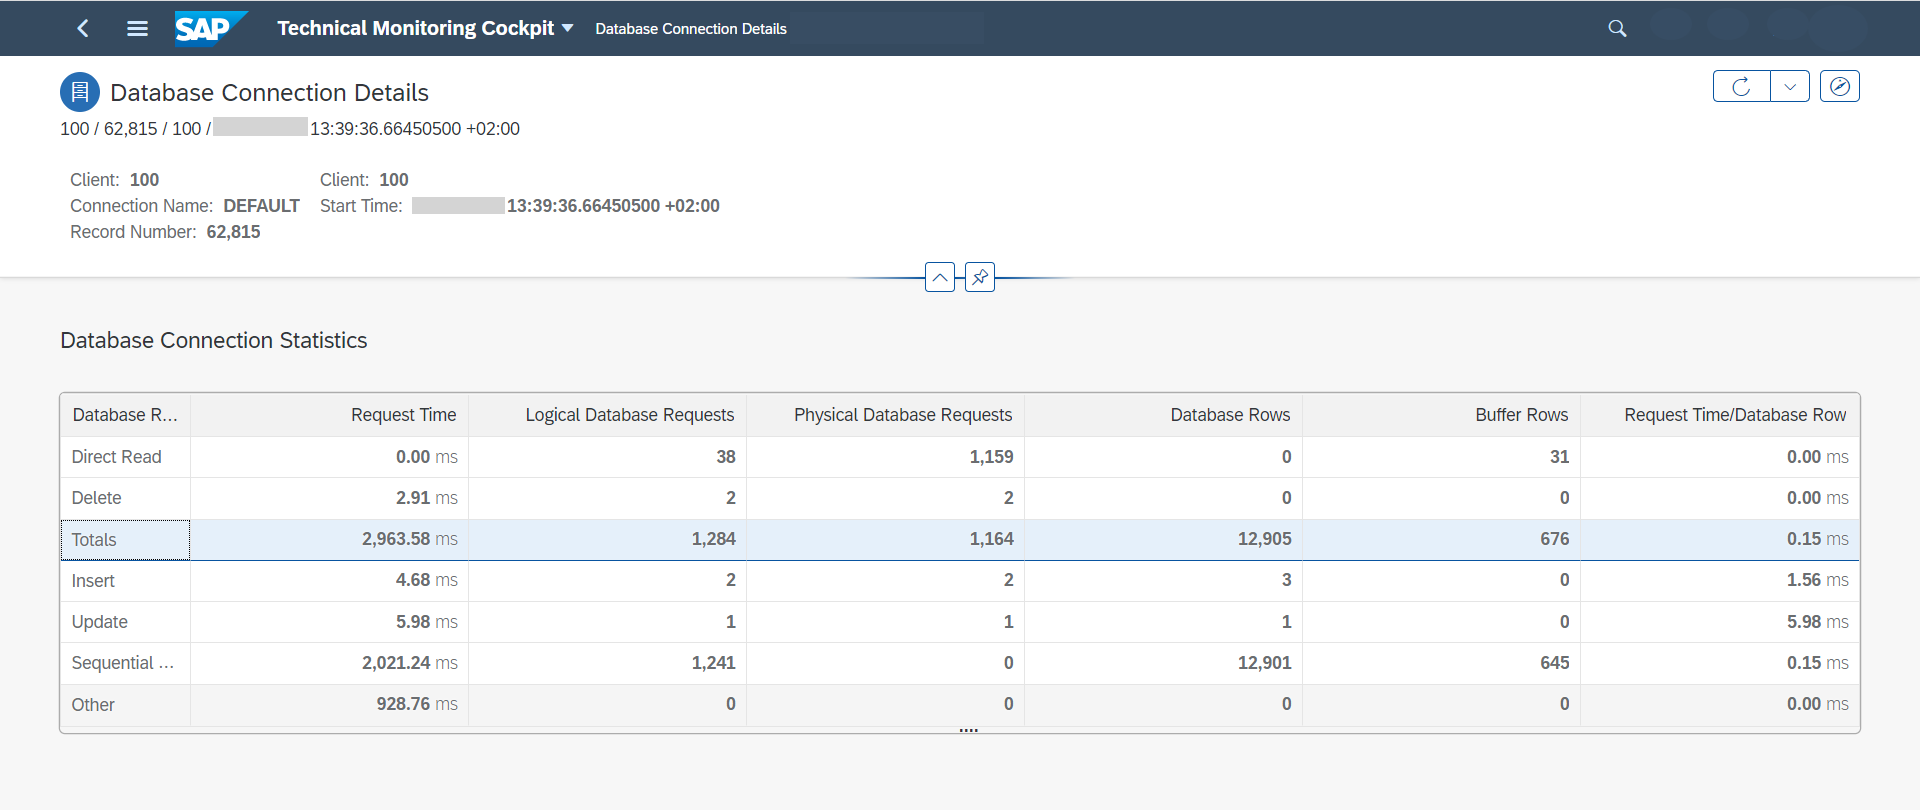 SAP Technical Monitoring Cockpit Database Connection Details
Database Connection Details
100 / 62,815 / 100 / 13:39:36.66450500 +02:00
Client: 100 Client: 100
Connection Name: DEFAULT Start Time: 13:39:36.66450500 +02:00
Record Number: 62,815
Database Connection Statistics
Database R... Request Time Logical Database Requests Physical Database Requests Database Rows Buffer Rows Request Time/Database Row
Direct Read 0.00 ms 38 1,159 0 31 0.00 ms
Delete 2.91 ms 2 2 0 0 0.00 ms
Totals 2,963.58 ms 1,284 1,164 12,905 676 0.15 ms
Insert 4.68 ms 2 2 3 0 1.56 ms
Update 5.98 ms 1 1 1 0 5.98 ms
Sequential ... 2,021.24 ms 1,241 0 12,901 645 0.15 ms
Other 928.76 ms 0 0 0 0 0.00 ms